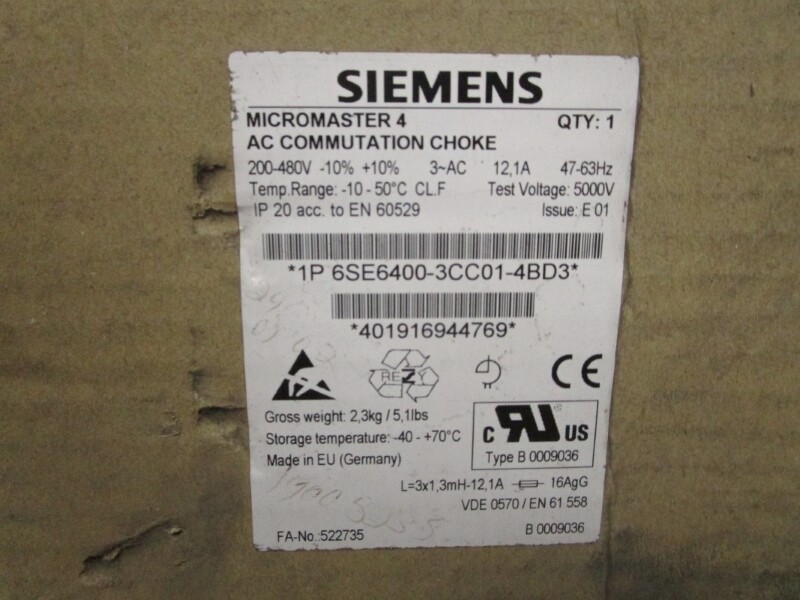 SIEMENS
MICROMASTER 4 QTY: 1
AC COMMUTATION CHOKE
200-480V -10% +10% 3~AC 12,1A 47-63Hz
Temp.Range: -10 - 50°C CL.F Test Voltage: 5000V
IP 20 acc. to EN 60529 Issue: E 01
*1P 6SE6400-3CC01-4BD3*
*401916944769*
REZY
CE
Gross weight: 2,3kg / 5,1lbs
Storage temperature: -40 - +70°C
Made in EU (Germany)
C RU US
Type B 0009036
L=3x1,3mH-12,1A 16AgG
VDE 0570 / EN 61 558
FA-No.:522735 B 0009036